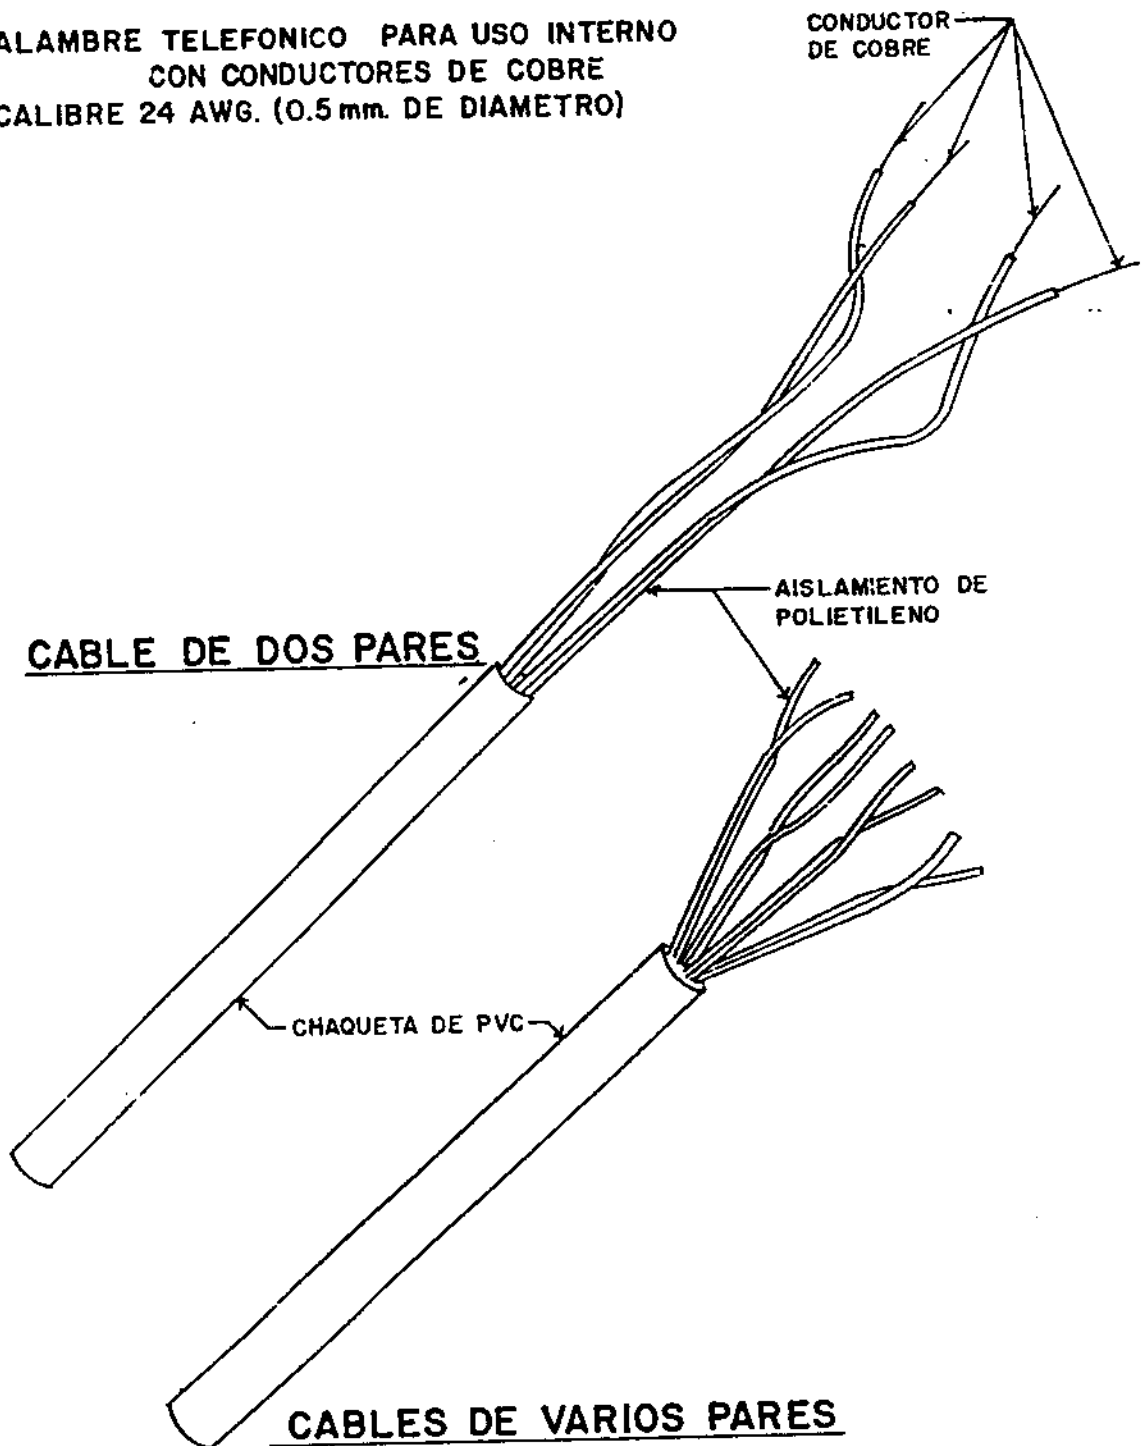 ALAMBRE TELEFONICO PARA USO INTERNO
CON CONDUCTORES DE COBRE
CALIBRE 24 AWG. (0.5 mm. DE DIAMETRO)
CONDUCTOR
DE COBRE
AISLAMIENTO DE
POLIETILENO
CABLE DE DOS PARES
CHAQUETA DE PVC
CABLES DE VARIOS PARES